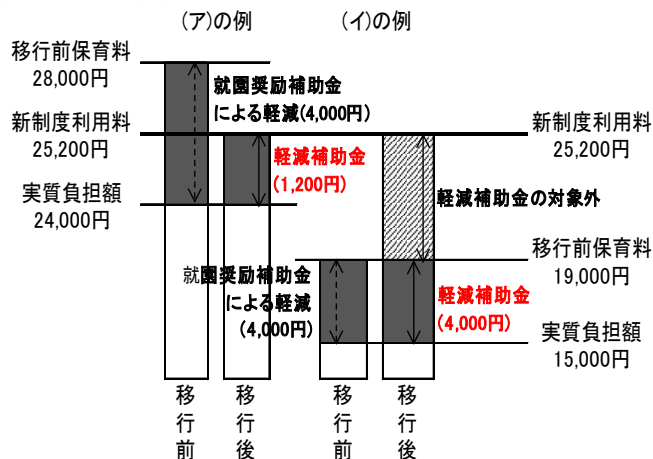 (ア)の例
(イ)の例
移行前保育料
28,000円
就園奨励補助金
による軽減(4,000円)
新制度利用料
25,200円
新制度利用料
25,200円
軽減補助金
(1,200円)
実質負担額
24,000円
軽減補助金の対象外
移行前保育料
19,000円
就園奨励補助金
による軽減
(4,000円)
軽減補助金
(4,000円)
実質負担額
15,000円
移行前
移行後
移行前
移行後